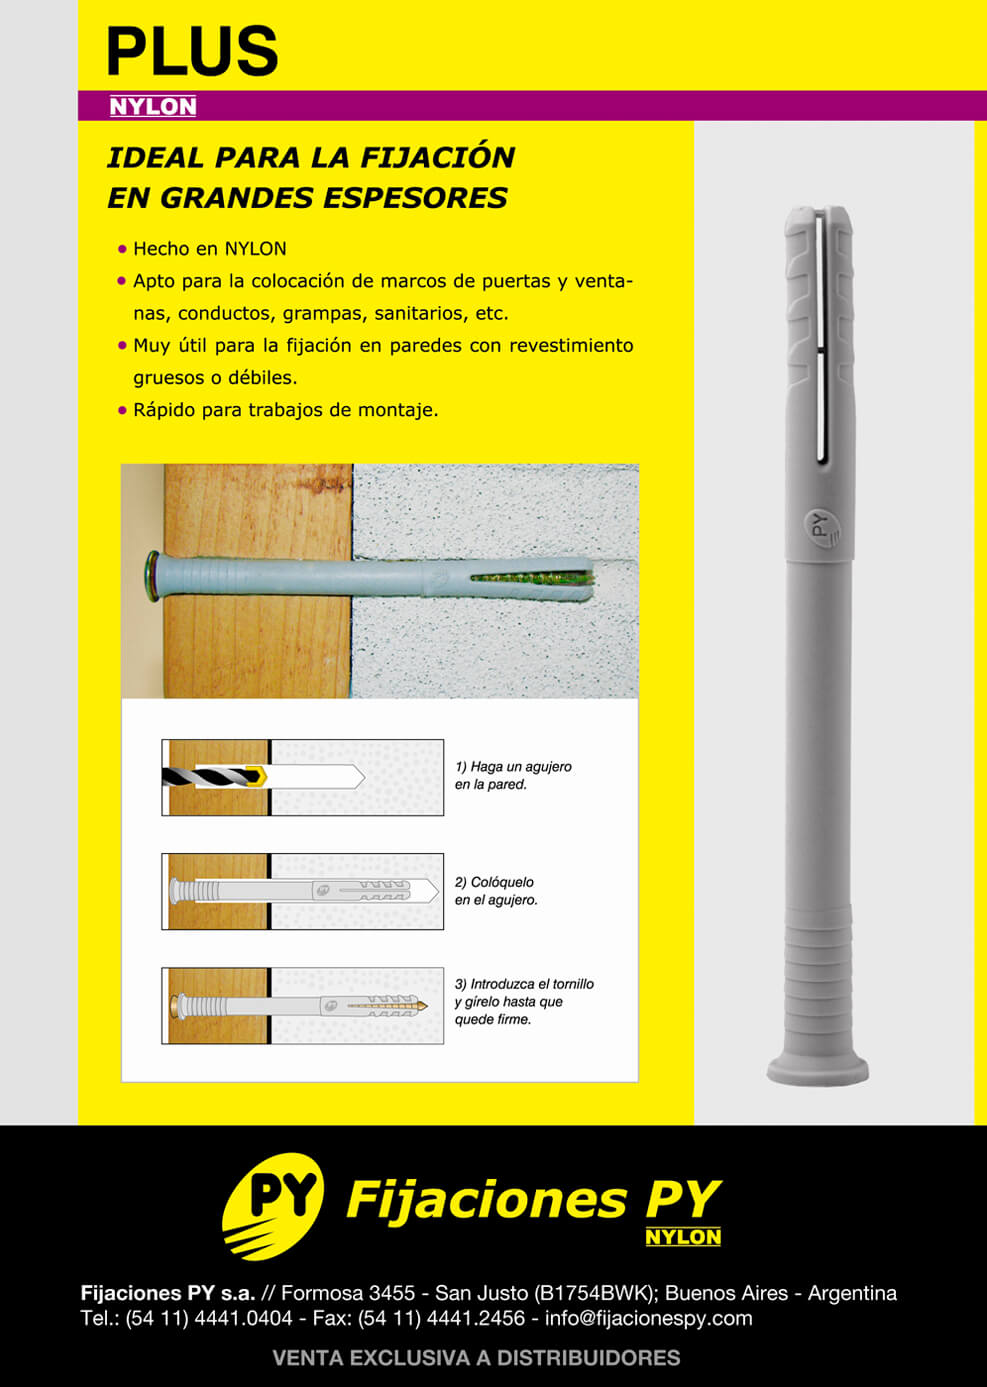 PLUS
NYLON
IDEAL PARA LA FIJACIÓN
EN GRANDES ESPESORES
• Hecho en NYLON
• Apto para la colocación de marcos de puertas y venta-
nas, conductos, grampas, sanitarios, etc.
• Muy útil para la fijación en paredes con revestimiento
gruesos o débiles.
• Rápido para trabajos de montaje.
PY
1) Haga un agujero
en la pared.
2) Colóquelo
en el agujero.
3) Introduzca el tornillo
y gírelo hasta que
quede firme.
PY Fijaciones PY
NYLON
Fijaciones PY s.a. // Formosa 3455 - San Justo (B1754BWK); Buenos Aires - Argentina
Tel.: (54 11) 4441.0404 - Fax: (54 11) 4441.2456 - info@fijacionespy.com
VENTA EXCLUSIVA A DISTRIBUIDORES